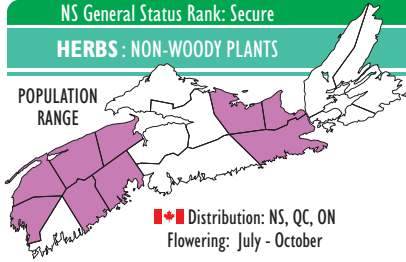 NS General Status Rank: Secure
HERBS : NON-WOODY PLANTS
POPULATION
RANGE
Distribution: NS, QC, ON
Flowering: July - October